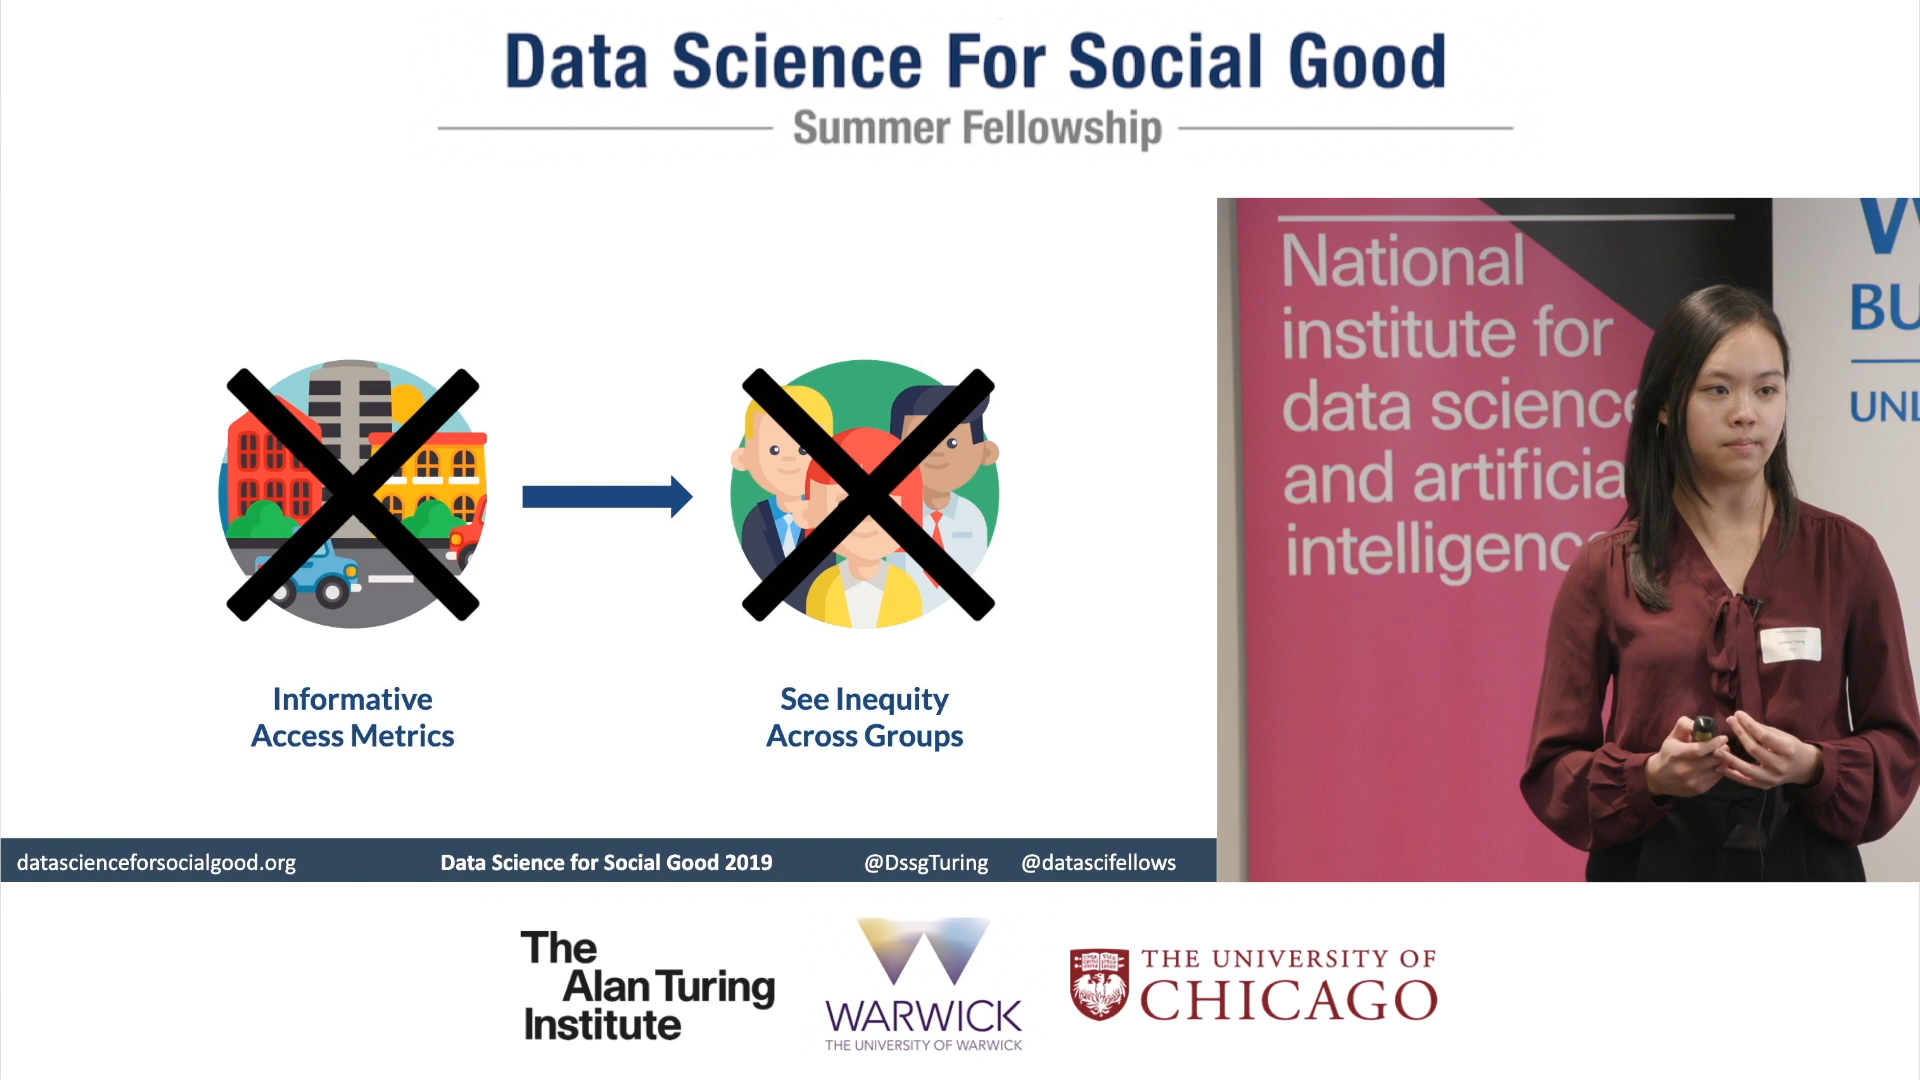 Data Science For Social Good
Summer Fellowship
National
institute for
data science
and artificia
intelligenc
W
BU
UNL
Informative
Access Metrics
See Inequity
Across Groups
datascienceforsocialgood.org
Data Science for Social Good 2019
@DssgTuring
@datascifellows
The
Alan Turing
Institute
WARWICK
THE UNIVERSITY OF WARWICK
THE UNIVERSITY OF
CHICAGO